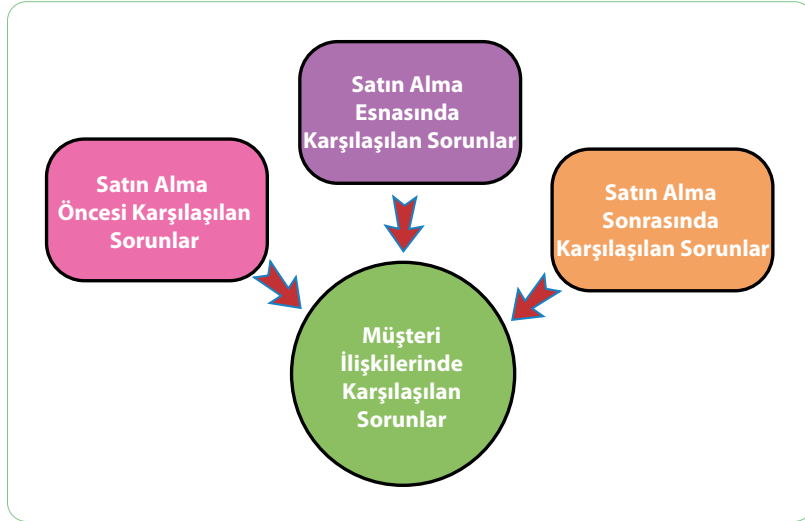 Satın Alma
Öncesi Karşılaşılan
Sorunlar
Satın Alma
Esnasında
Karşılaşılan Sorunlar
Satın Alma
Sonrasında
Karşılaşılan Sorunlar
Müşteri
İlişkilerinde
Karşılaşılan
Sorunlar